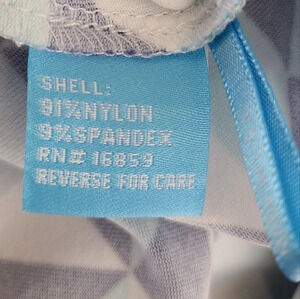 SHELL:
91%NYLON
9%SPANDEX
RN# 16859
REVERSE FOR CARE